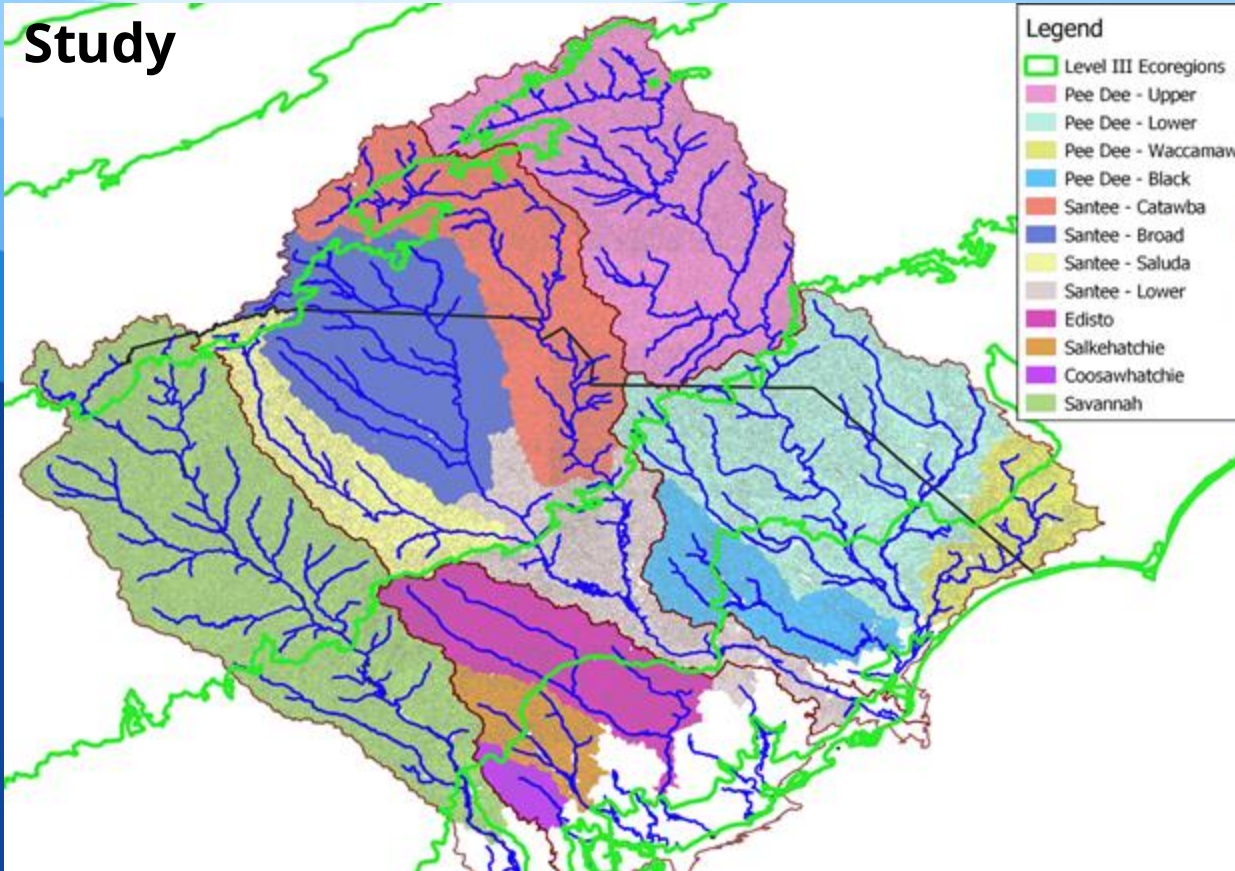 Study
Legend
Level III Ecoregions
Pee Dee - Upper
Pee Dee - Lower
Pee Dee - Waccamaw
Pee Dee - Black
Santee - Catawba
Santee - Broad
Santee - Saluda
Santee - Lower
Edisto
Salkehatchie
Coosawhatchie
Savannah